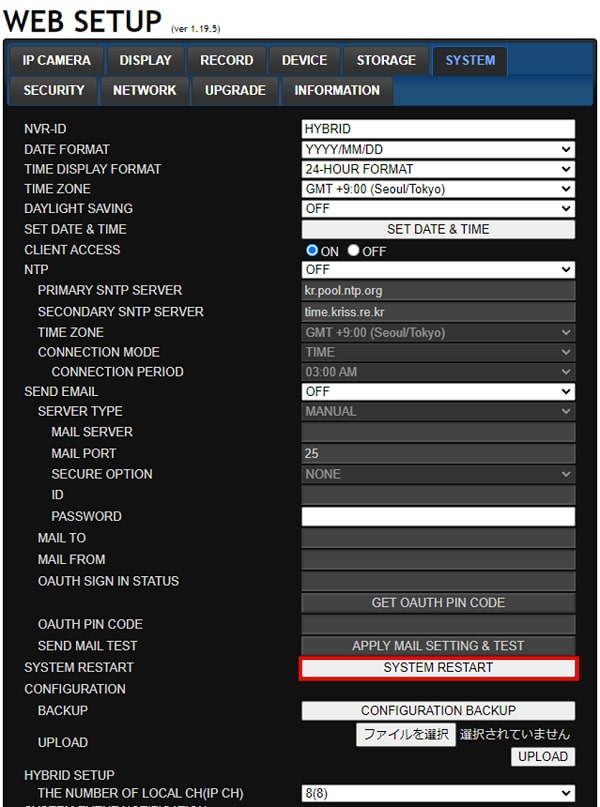 WEB SETUP (ver 1.19.5)
IP CAMERA DISPLAY RECORD DEVICE STORAGE SYSTEM
SECURITY NETWORK UPGRADE INFORMATION
NVR-ID HYBRID
DATE FORMAT YYYY/MM/DD
TIME DISPLAY FORMAT 24-HOUR FORMAT
TIME ZONE GMT +9:00 (Seoul/Tokyo)
DAYLIGHT SAVING OFF
SET DATE & TIME SET DATE & TIME
CLIENT ACCESS ON OFF
NTP OFF
PRIMARY SNTP SERVER kr.pool.ntp.org
SECONDARY SNTP SERVER time.kriss.re.kr
TIME ZONE GMT +9:00 (Seoul/Tokyo)
CONNECTION MODE TIME
CONNECTION PERIOD 03:00 AM
SEND EMAIL OFF
SERVER TYPE MANUAL
MAIL SERVER
MAIL PORT 25
SECURE OPTION NONE
ID
PASSWORD
MAIL TO
MAIL FROM
OAUTH SIGN IN STATUS
GET OAUTH PIN CODE
OAUTH PIN CODE
SEND MAIL TEST APPLY MAIL SETTING & TEST
SYSTEM RESTART SYSTEM RESTART
CONFIGURATION
BACKUP CONFIGURATION BACKUP
UPLOAD ファイルを選択 選択されていません
UPLOAD
HYBRID SETUP
THE NUMBER OF LOCAL CH(IP CH) 8(8)